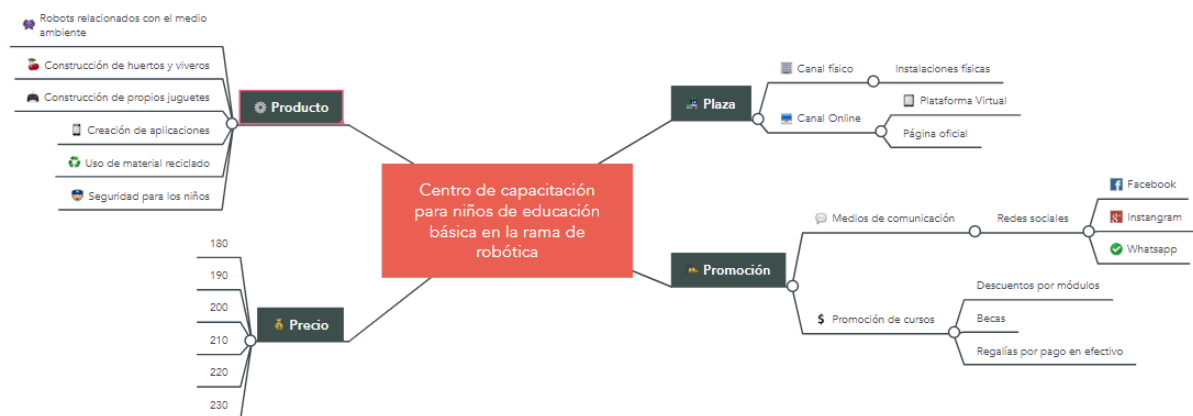 Centro de capacitación
para niños de educación
básica en la rama de
robótica
Producto
Robots relacionados con el medio
ambiente
Construcción de huertos y viveros
Construcción de propios juguetes
Creación de aplicaciones
Uso de material reciclado
Seguridad para los niños
Precio
180
190
200
210
220
230
Plaza
Canal físico
Instalaciones físicas
Canal Online
Plataforma Virtual
Página oficial
Promoción
Medios de comunicación
Redes sociales
Facebook
Instangram
Whatsapp
$ Promoción de cursos
Descuentos por módulos
Becas
Regalías por pago en efectivo